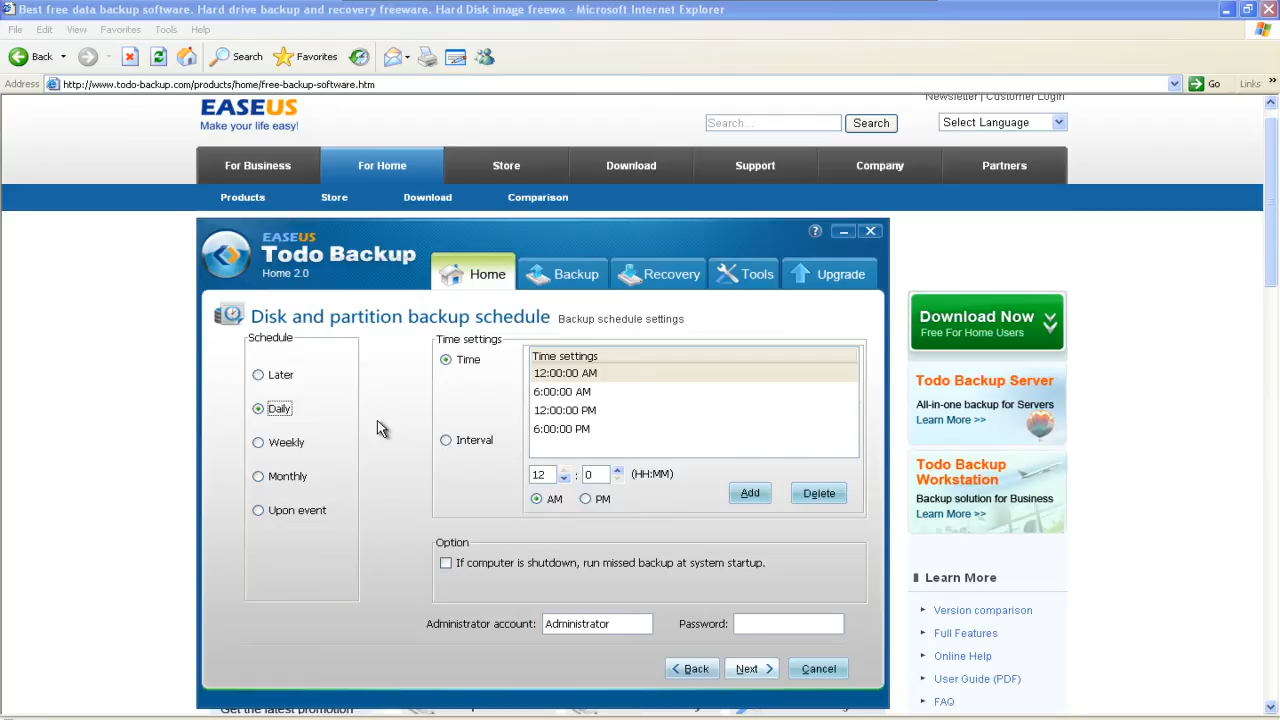 Best free data backup software. Hard drive backup and recovery freeware. Hard Disk image freewa - Microsoft Internet Explorer
File Edit View Favorites Tools Help
Back Search Favorites
Address http://www.todo-backup.com/products/home/free-backup-software.htm Go Links »
Newsletter | Customer Login
EASEUS
Make your life easy!
Search... Search Select Language
For Business For Home Store Download Support Company Partners
Products Store Download Comparison
EASEUS
Todo Backup
Home 2.0
Home Backup Recovery Tools Upgrade
Disk and partition backup schedule Backup schedule settings
Schedule
Later
Daily
Weekly
Monthly
Upon event
Time settings
Time
Interval
Time settings
12:00:00 AM
6:00:00 AM
12:00:00 PM
6:00:00 PM
12 : 0 (HH:MM)
AM PM
Add Delete
Option
If computer is shutdown, run missed backup at system startup.
Administrator account: Administrator Password:
< Back Next > Cancel
Download Now
Free For Home Users
Todo Backup Server
All-in-one backup for Servers
Learn More >>
Todo Backup
Workstation
Backup solution for Business
Learn More >>
Learn More
Version comparison
Full Features
Online Help
User Guide (PDF)
FAQ
Get the latest promotion